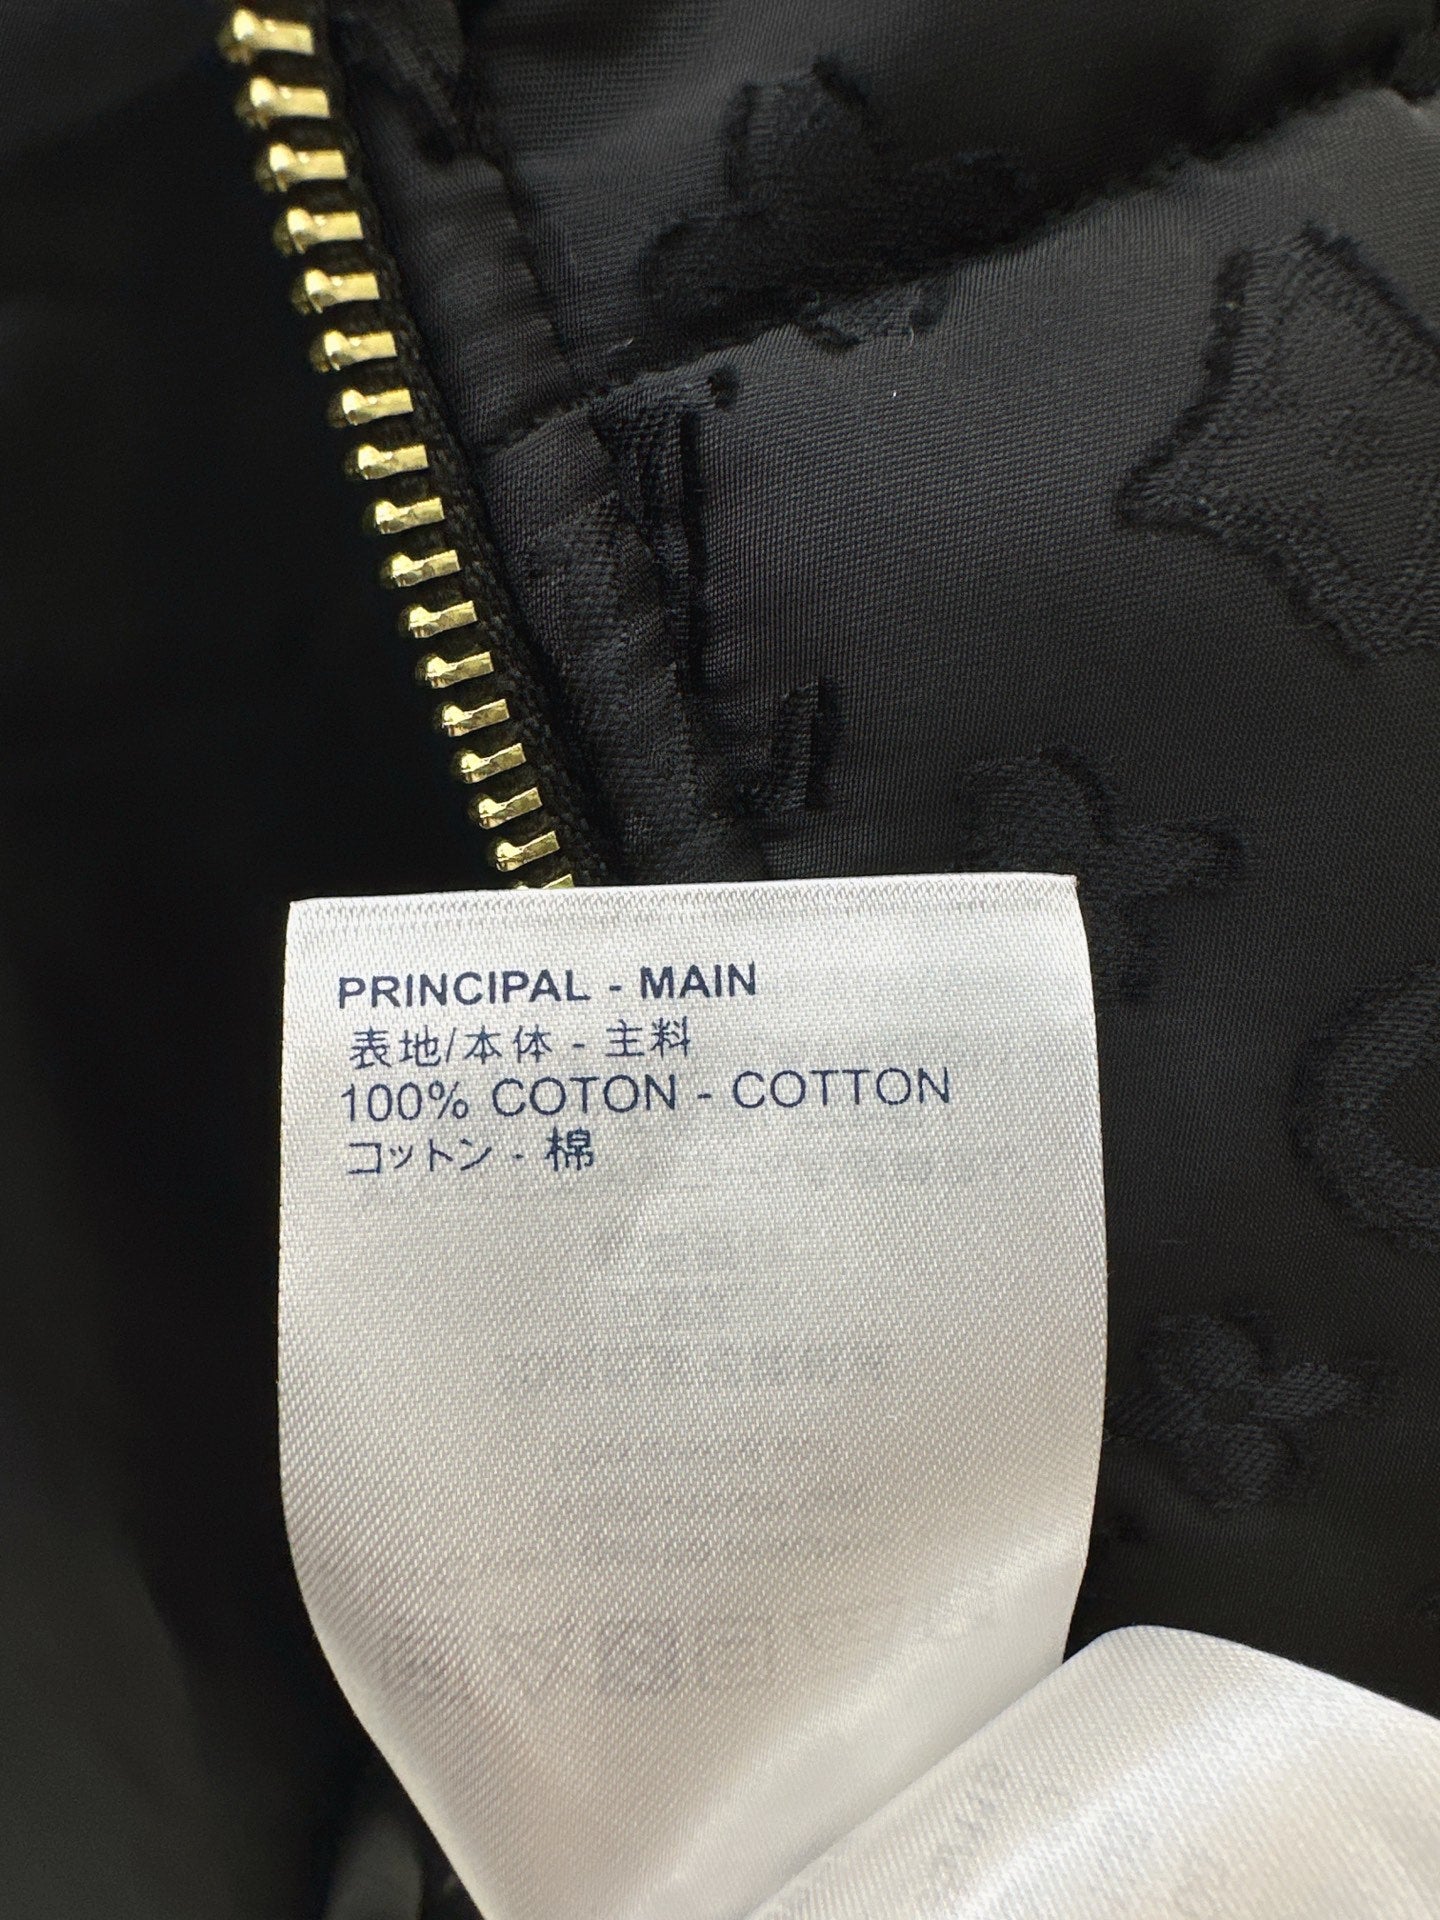 PRINCIPAL - MAIN
表地/本体 - 主料
100% COTON - COTTON
コットン - 棉